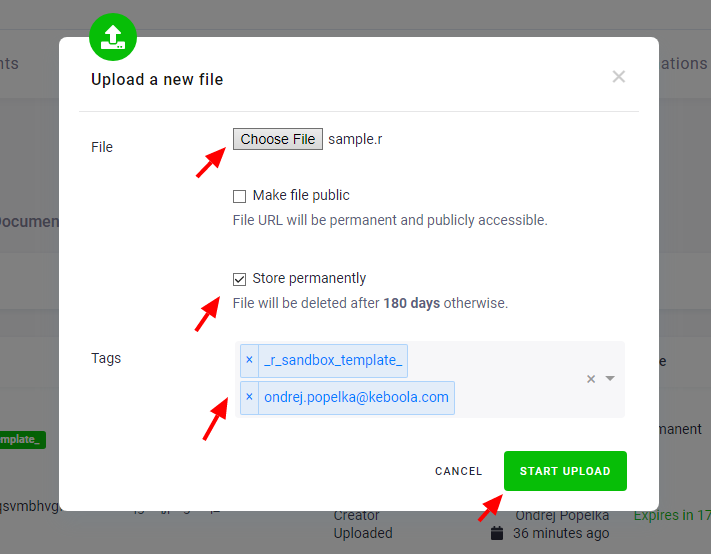 nts
ations
Upload a new file
×
File
Choose File sample.r
Make file public
File URL will be permanent and publicly accessible.
Documen
Store permanently
File will be deleted after 180 days otherwise.
Tags
× _r_sandbox_template_
× ondrej.popelka@keboola.com
× 
emplate_
manent
CANCEL
START UPLOAD
qsvmbhvg
Creator
Ondrej Popelka
Expires in 17
Uploaded
36 minutes ago